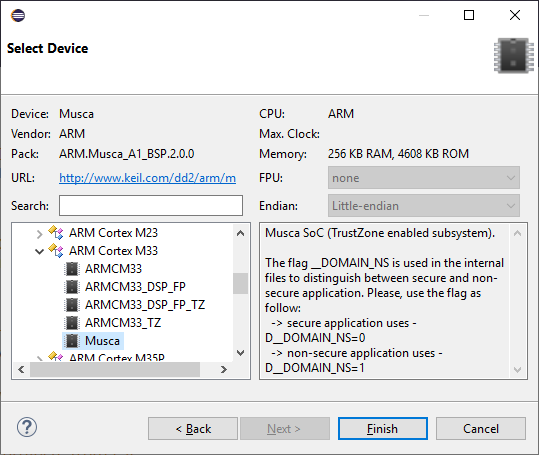 Select Device
Device: Musca CPU: ARM
Vendor: ARM Max. Clock:
Pack: ARM.Musca_A1_BSP.2.0.0 Memory: 256 KB RAM, 4608 KB ROM
URL: http://www.keil.com/dd2/arm/m FPU: none
Search: Endian: Little-endian
ARM Cortex M23
ARM Cortex M33
ARMCM33
ARMCM33_DSP_FP
ARMCM33_DSP_FP_TZ
ARMCM33_TZ
Musca
ARM Cortex M35P
Musca SoC (TrustZone enabled subsystem).
The flag __DOMAIN_NS is used in the internal
files to distinguish between secure and non-
secure application. Please, use the flag as
follow:
-> secure application uses -
D__DOMAIN_NS=0
-> non-secure application uses -
D__DOMAIN_NS=1
? < Back Next > Finish Cancel